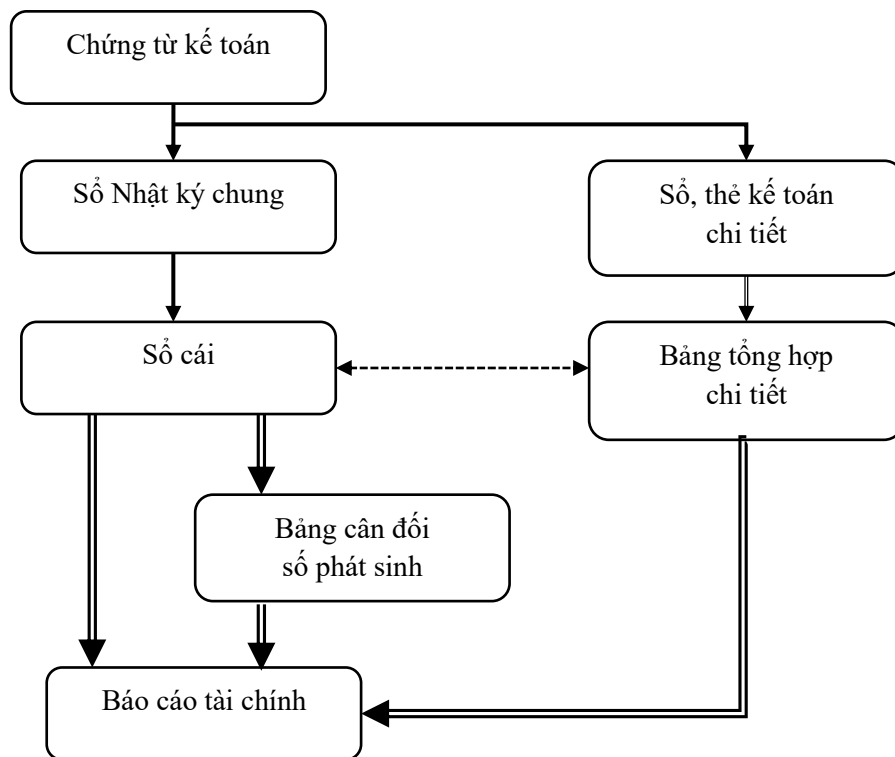 Chứng từ kế toán
Sổ Nhật ký chung
Sổ, thẻ kế toán
chi tiết
Sổ cái
Bảng tổng hợp
chi tiết
Bảng cân đối
số phát sinh
Báo cáo tài chính